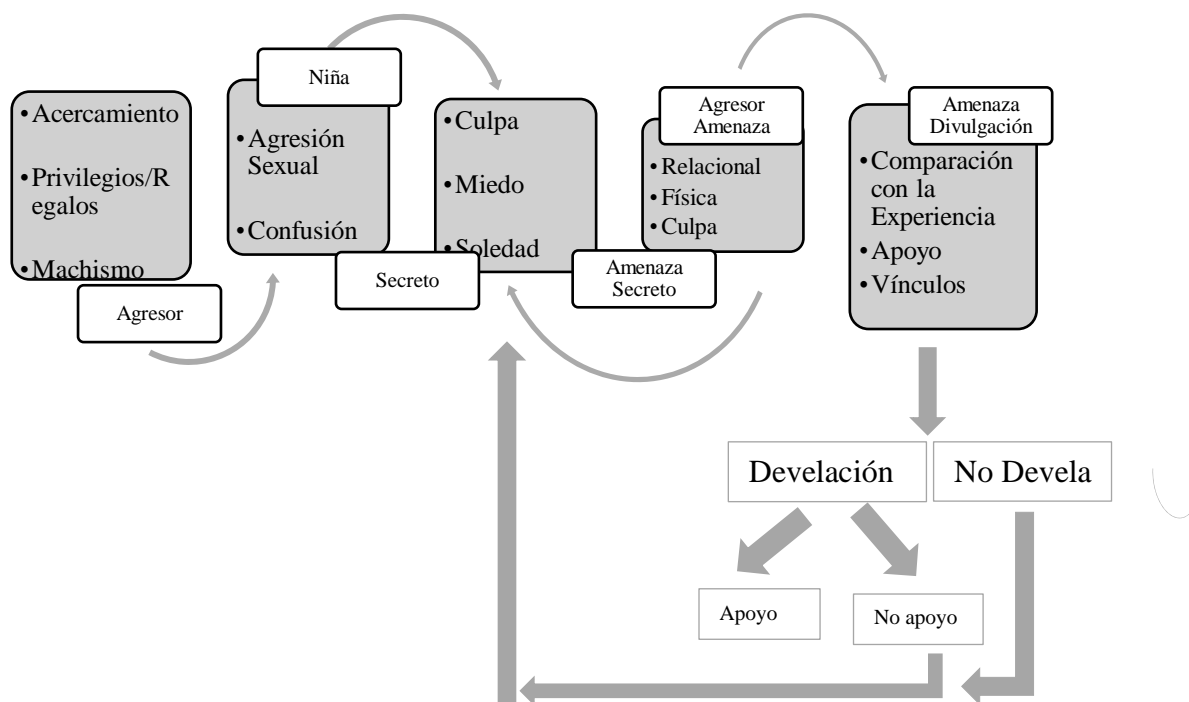 • Acercamiento
• Privilegios/R
egalos
• Machismo
Agresor
Niña
• Agresión
Sexual
• Confusión
Secreto
• Culpa
• Miedo
• Soledad
Amenaza
Secreto
Agresor
Amenaza
• Relacional
• Física
• Culpa
Amenaza
Divulgación
• Comparación
con la
Experiencia
• Apoyo
• Vínculos
Develación
No Devela
Apoyo
No apoyo